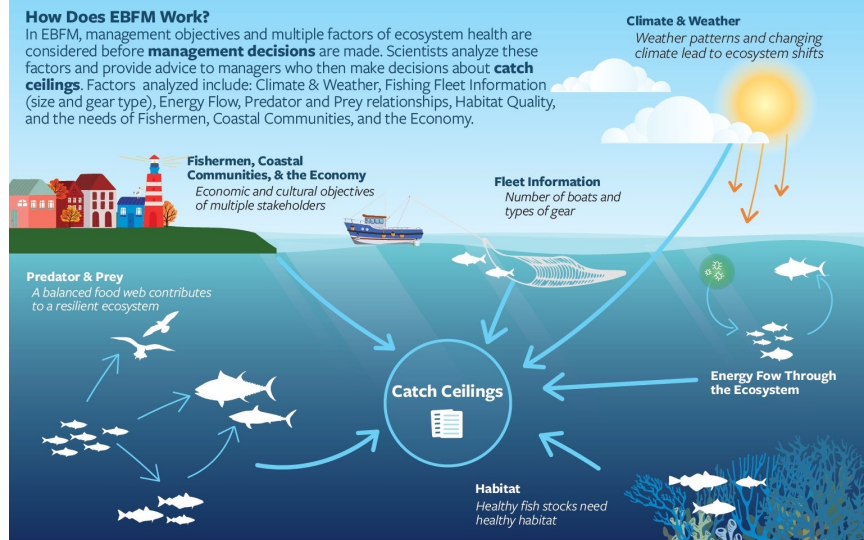 How Does EBFM Work?
In EBFM, management objectives and multiple factors of ecosystem health are
considered before management decisions are made. Scientists analyze these
factors and provide advice to managers who then make decisions about catch
ceilings. Factors analyzed include: Climate & Weather, Fishing Fleet Information
(size and gear type), Energy Flow, Predator and Prey relationships, Habitat Quality,
and the needs of Fishermen, Coastal Communities, and the Economy.
Climate & Weather
Weather patterns and changing
climate lead to ecosystem shifts
Fishermen, Coastal
Communities, & the Economy
Economic and cultural objectives
of multiple stakeholders
Fleet Information
Number of boats and
types of gear
Predator & Prey
A balanced food web contributes
to a resilient ecosystem
Catch Ceilings
Energy Fow Through
the Ecosystem
Habitat
Healthy fish stocks need
healthy habitat